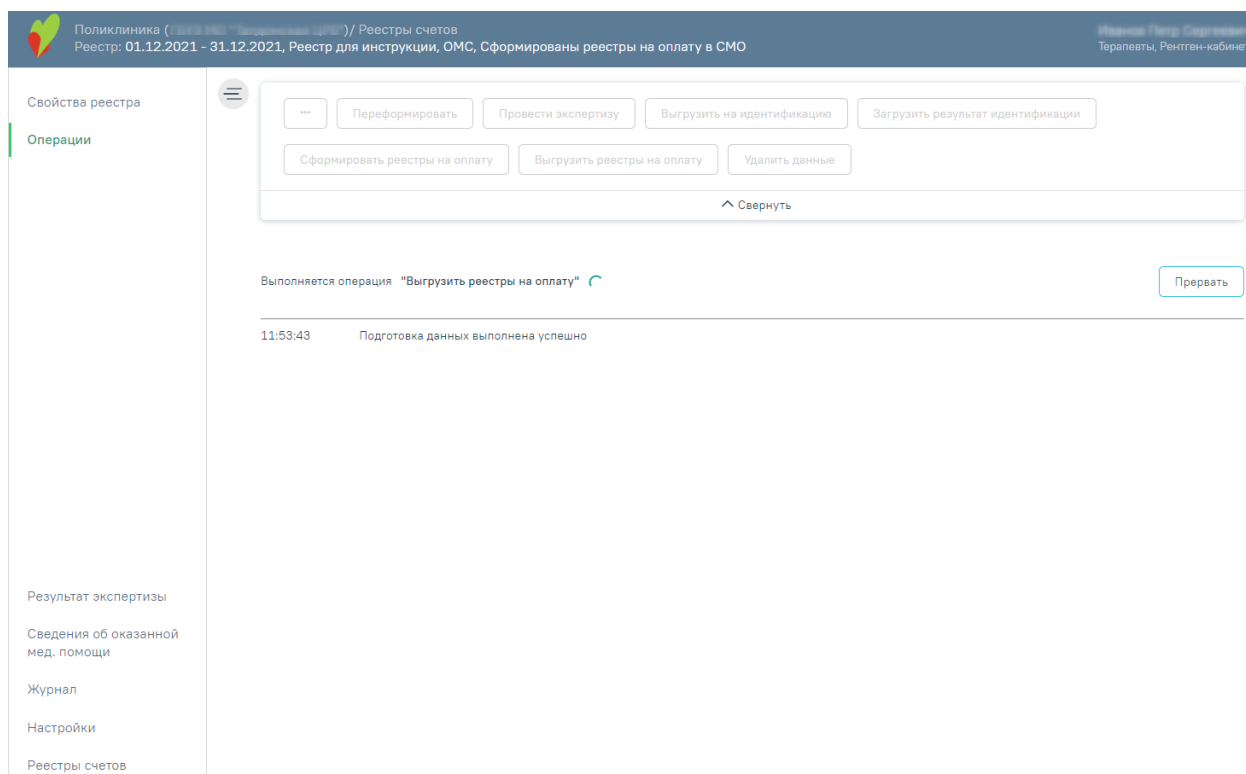 Поликлиника ( )/ Реестры счетов
Реестр: 01.12.2021 - 31.12.2021, Реестр для инструкции, ОМС, Сформированы реестры на оплату в СМО
Терапевты, Рентген-кабинет
Свойства реестра
Операции
··· Переформировать Провести экспертизу Выгрузить на идентификацию Загрузить результат идентификации
Сформировать реестры на оплату Выгрузить реестры на оплату Удалить данные
Свернуть
Выполняется операция "Выгрузить реестры на оплату" Прервать
11:53:43 Подготовка данных выполнена успешно
Результат экспертизы
Сведения об оказанной
мед. помощи
Журнал
Настройки
Реестры счетов